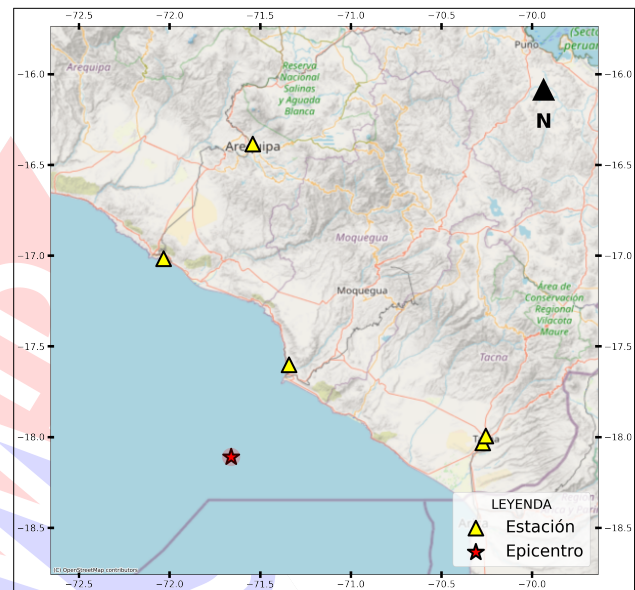 −72.5 −72.0 −71.5 −71.0 −70.5 −70.0
Puno
(Secto
peruan
−16.0 −16.0
Arequipa
Reserva
Nacional
Salinas
y Aguada
Blanca
N
Arequipa
−16.5 −16.5
−17.0 −17.0
Moquegua
Moquegua
Área de
Conservación
Regional
Vilacota
Maure
−17.5 −17.5
Tacna
−18.0 −18.0
LEYENDA
Estación
Epicentro
−18.5 −18.5
(C) OpenStreetMap contributors
−72.5 −72.0 −71.5 −71.0 −70.5 −70.0